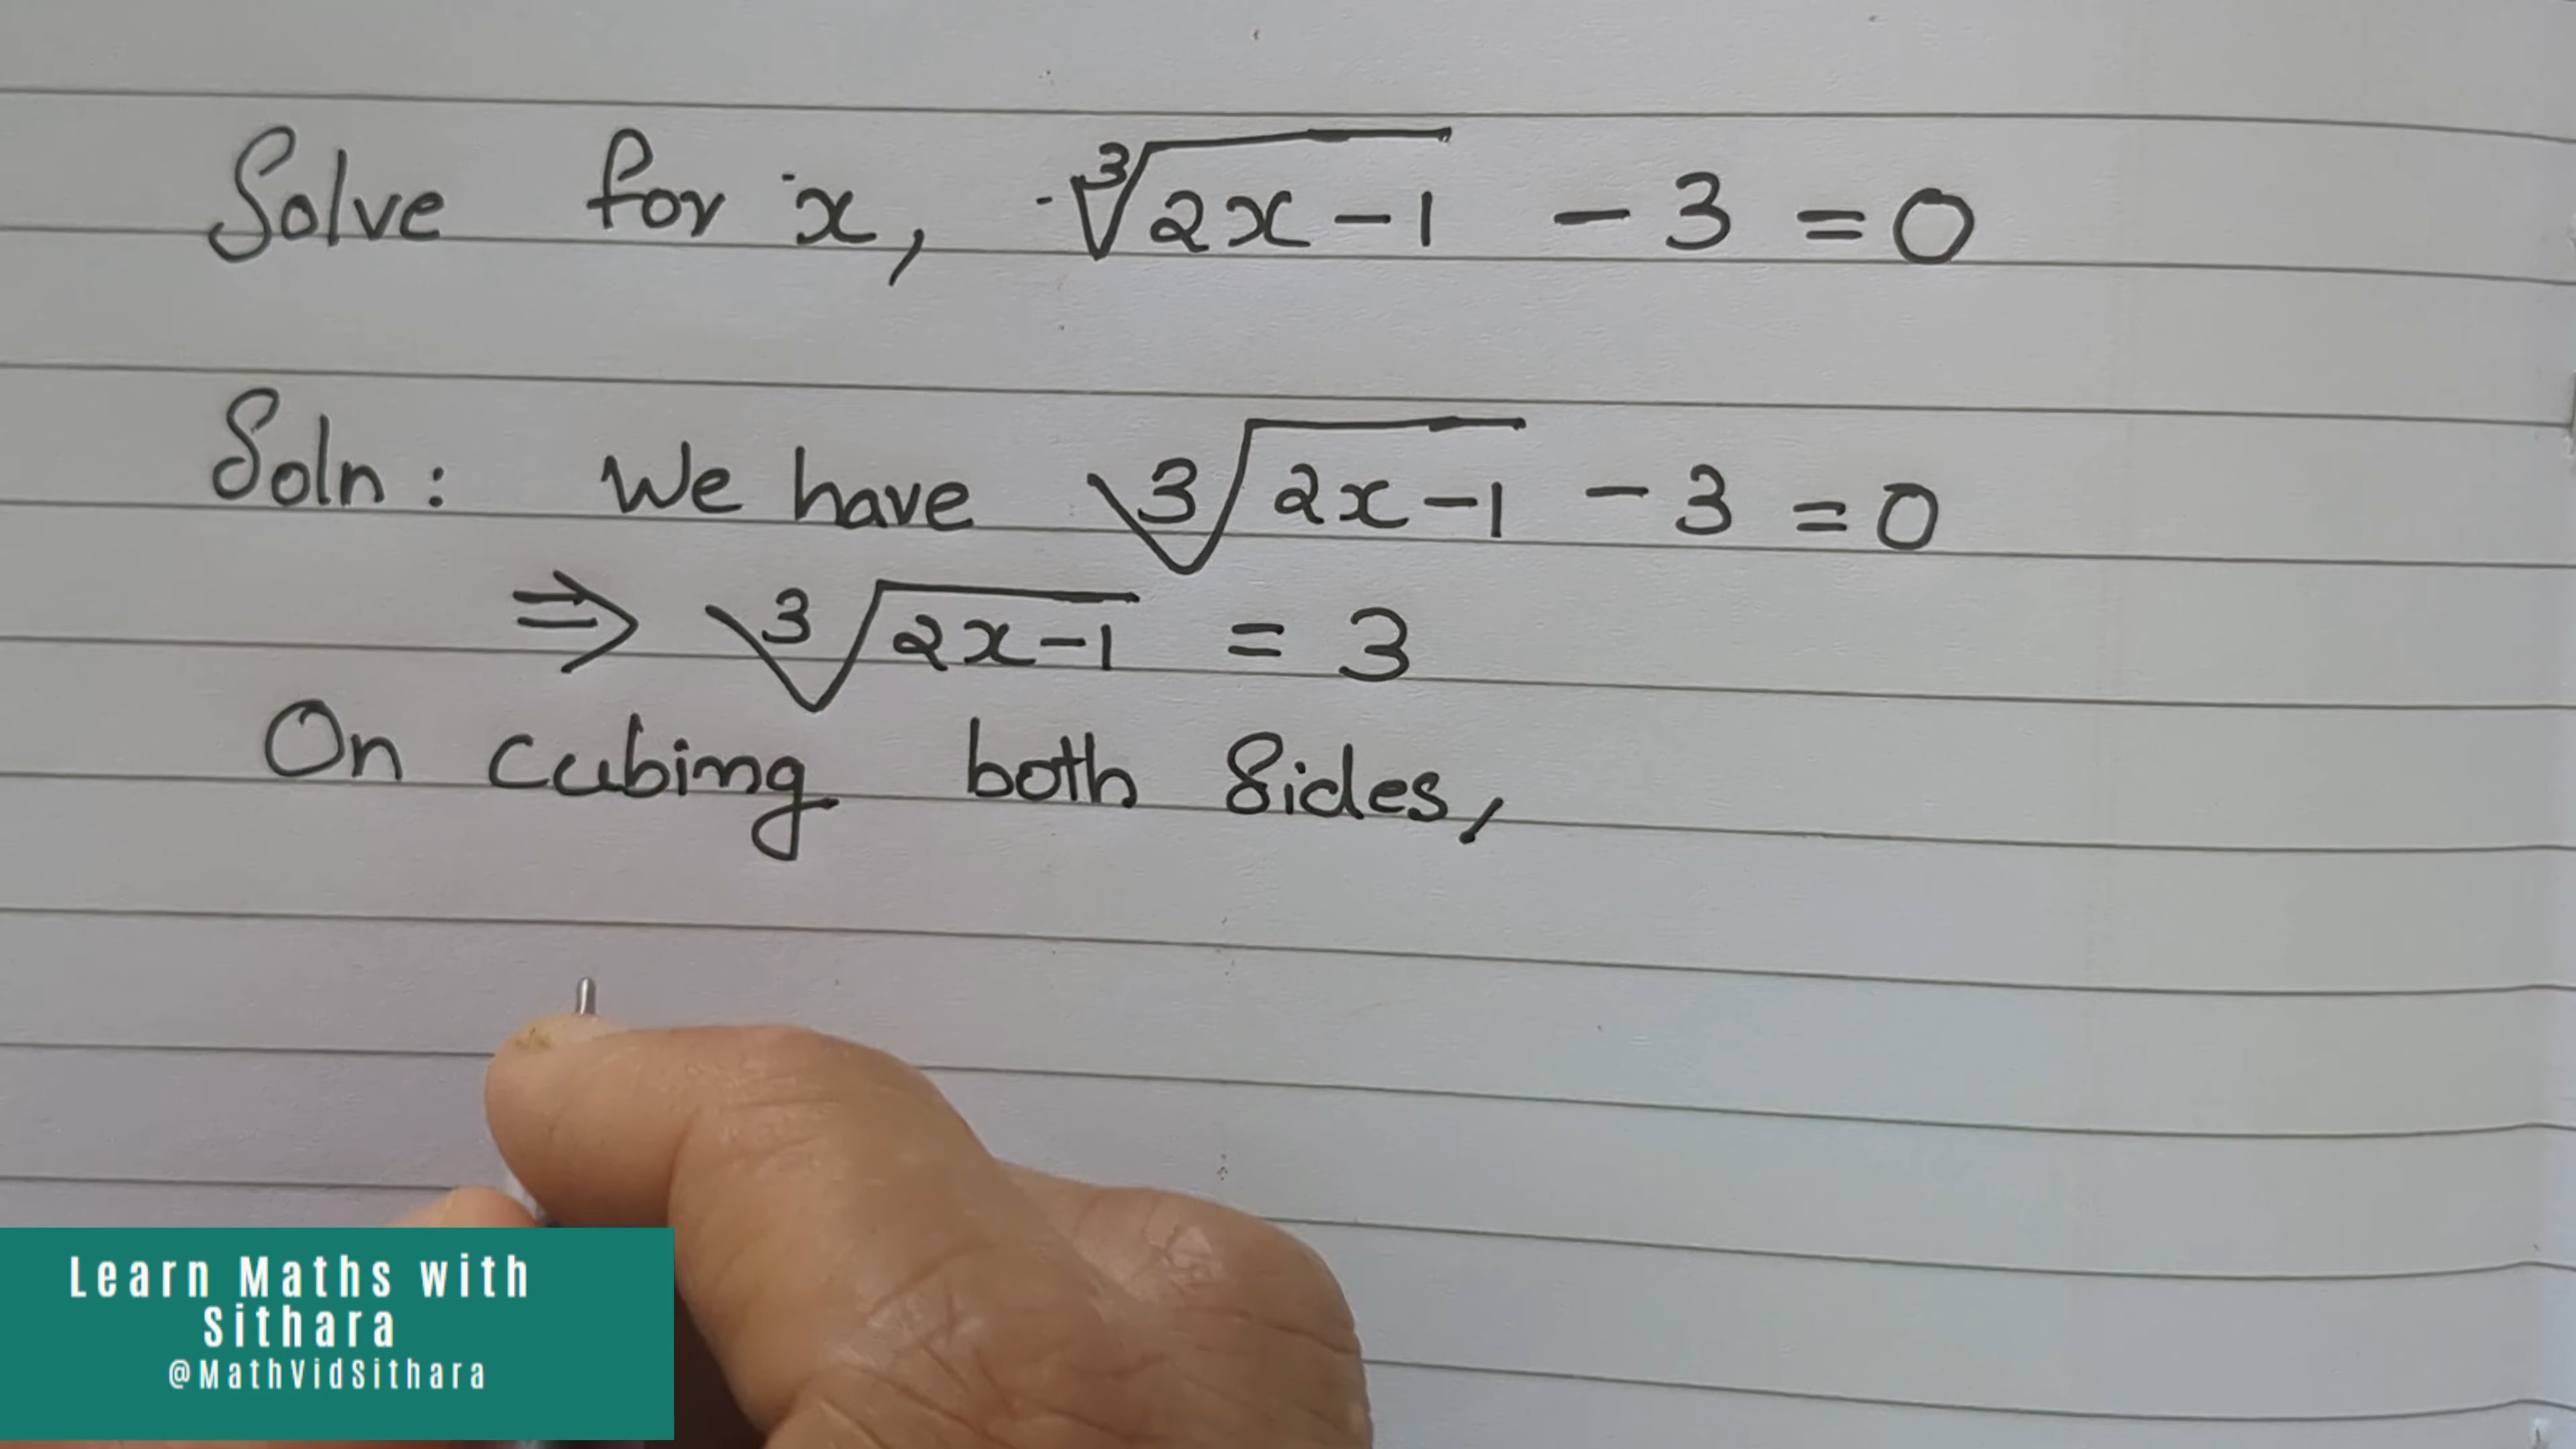 Solve for x, ∛(2x-1) - 3 = 0
Soln: We have ∛(2x-1) - 3 = 0
⇒ ∛(2x-1) = 3
On cubing both sides,
Learn Maths with
Sithara
@MathVidSithara